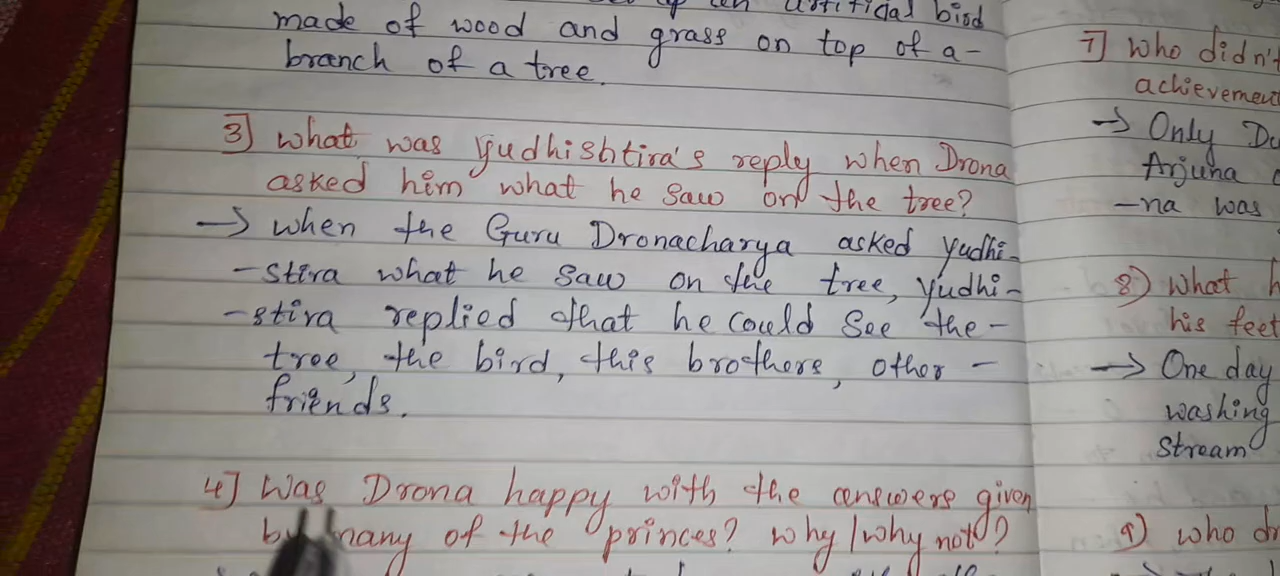 artificial bird
made of wood and grass on top of a-
branch of a tree.
3] What was Yudhishtira's reply when Drona
asked him what he saw on the tree?
→ when the Guru Dronacharya asked Yudhi-
-stira what he saw on the tree, Yudhi-
-stira replied that he could see the-
tree, the bird, this brothers, other-
friends.
4] Was Drona happy with the answers given
many of the princes? why/why not?
7] who didn't
achievement
→ Only
Arjuna
-na was
8) what
his feet
→ One day
washing
stream
9) who